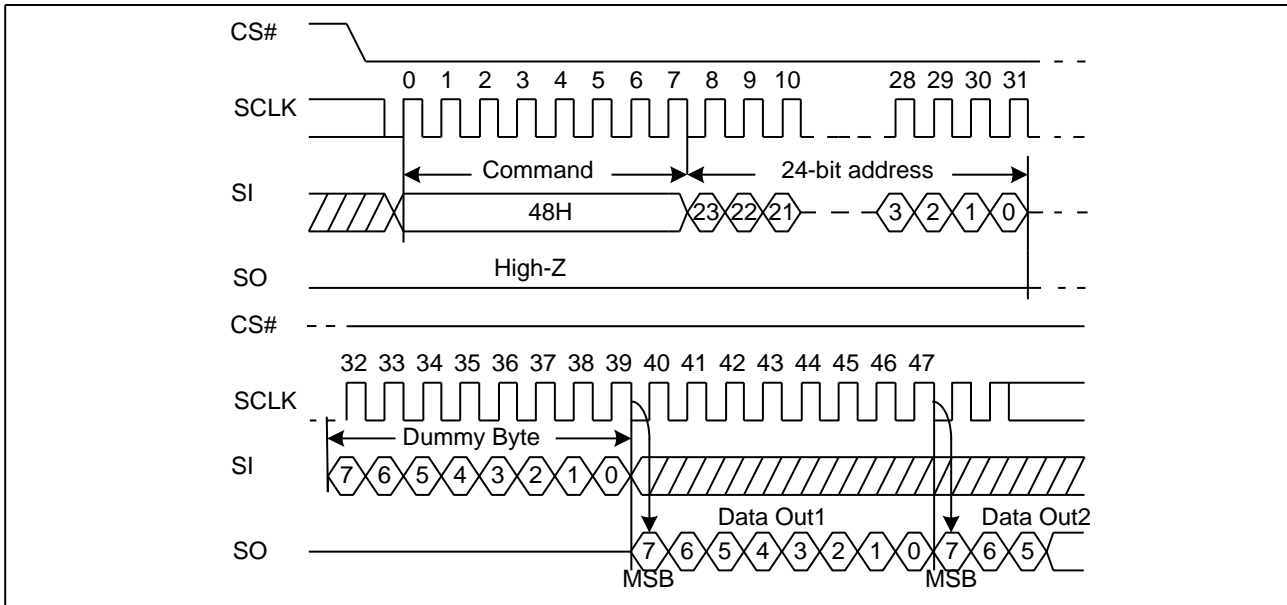 CS#
0 1 2 3 4 5 6 7 8 9 10 28 29 30 31
SCLK
Command 24-bit address
SI
48H 23 22 21 3 2 1 0
High-Z
SO
CS#
32 33 34 35 36 37 38 39 40 41 42 43 44 45 46 47
SCLK
Dummy Byte
SI
7 6 5 4 3 2 1 0
Data Out1 Data Out2
SO
7 6 5 4 3 2 1 0 7 6 5
MSB MSB